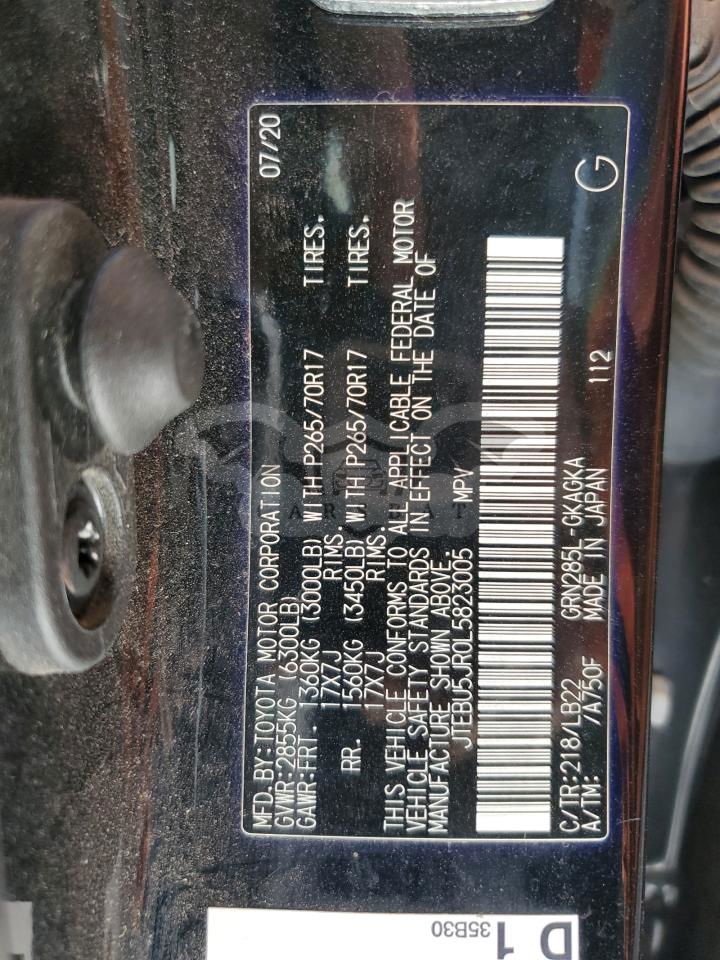 MFD. BY: TOYOTA MOTOR CORPORATION 07/20
GVWR: 2855KG (6300LB)
GAWR: FRT. 1360KG (3000LB) WITH P265/70R17 TIRES.
17X7J RIMS.
RR. 1560KG (3450LB) WITH P265/70R17 TIRES.
17X7J RIMS.
THIS VEHICLE CONFORMS TO ALL APPLICABLE FEDERAL MOTOR
VEHICLE SAFETY STANDARDS IN EFFECT ON THE DATE OF
MANUFACTURE SHOWN ABOVE.
JTEBU5JR0L5823005 MPV
C/TR: 218/LB22 GRN285L-GKAGKA 112 G
A/TM: /A750F MADE IN JAPAN
D1
35B30